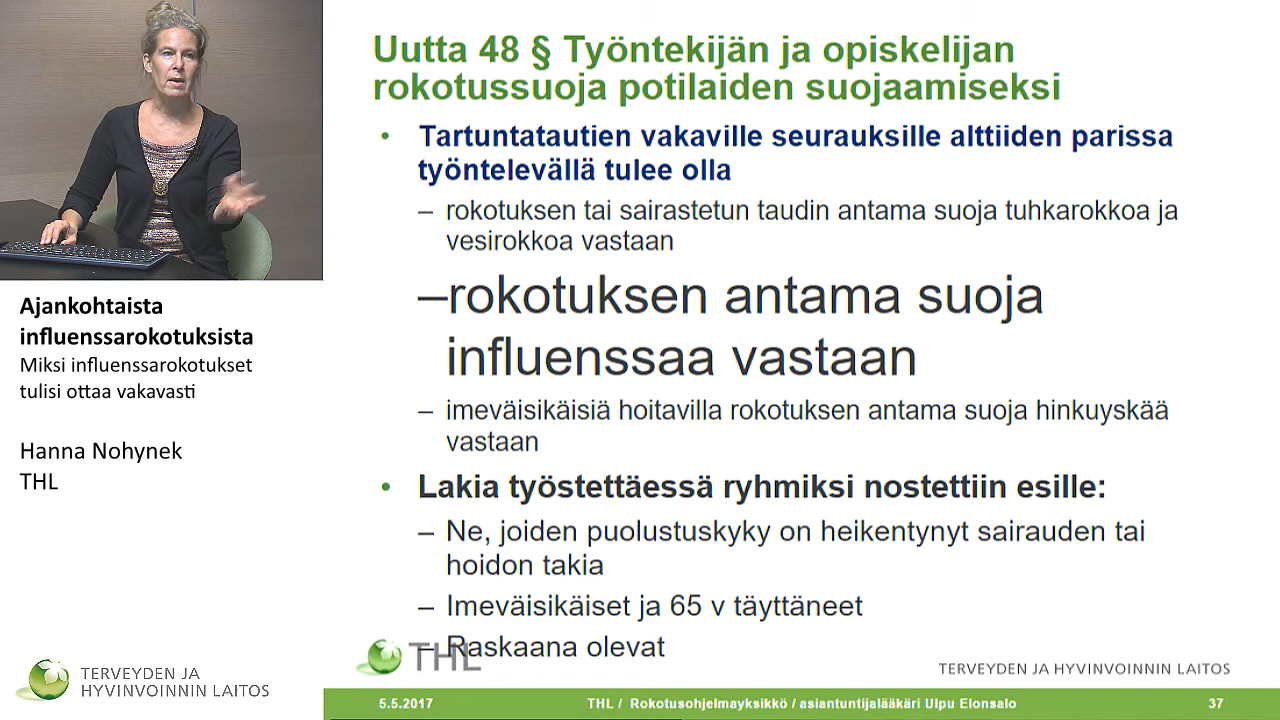 Uutta 48 § Työntekijän ja opiskelijan
rokotussuoja potilaiden suojaamiseksi
• Tartuntatautien vakaville seurauksille alttiiden parissa
työntelevällä tulee olla
– rokotuksen tai sairastetun taudin antama suoja tuhkarokkoa ja
vesirokkoa vastaan
–rokotuksen antama suoja
influenssaa vastaan
– imeväisikäisiä hoitavilla rokotuksen antama suoja hinkuyskää
vastaan
• Lakia työstettäessä ryhmiksi nostettiin esille:
– Ne, joiden puolustuskyky on heikentynyt sairauden tai
hoidon takia
– Imeväisikäiset ja 65 v täyttäneet
– Raskaana olevat
THL
TERVEYDEN JA HYVINVOINNIN LAITOS
5.5.2017 THL / Rokotusohjelmayksikkö / asiantuntijalääkäri Ulpu Elonsalo 37
Ajankohtaista
influenssarokotuksista
Miksi influenssarokotukset
tulisi ottaa vakavasti
Hanna Nohynek
THL
TERVEYDEN JA
HYVINVOINNIN LAITOS